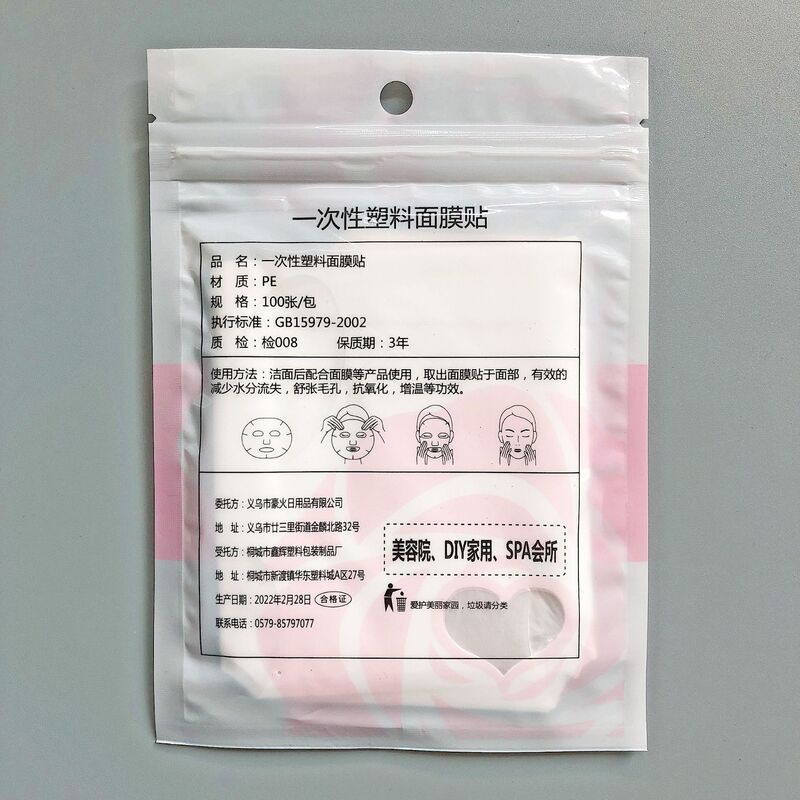 一次性塑料面膜贴
品 名：一次性塑料面膜贴
材 质：PE
规 格：100张/包
执行标准：GB15979-2002
质 检：检008 保质期：3年
使用方法：洁面后配合面膜等产品使用，取出面膜贴于面部，有效的
减少水分流失，舒张毛孔，抗氧化，增温等功效。
委托方：义乌市豪火日用品有限公司
地 址：义乌市廿三里街道金麟北路32号
受托方：桐城市鑫辉塑料包装制品厂
地 址：桐城市新渡镇华东塑料城A区27号
生产日期：2022年2月28日 合格证
联系电话：0579-85797077
美容院、DIY家用、SPA会所
爱护美丽家园，垃圾请分类